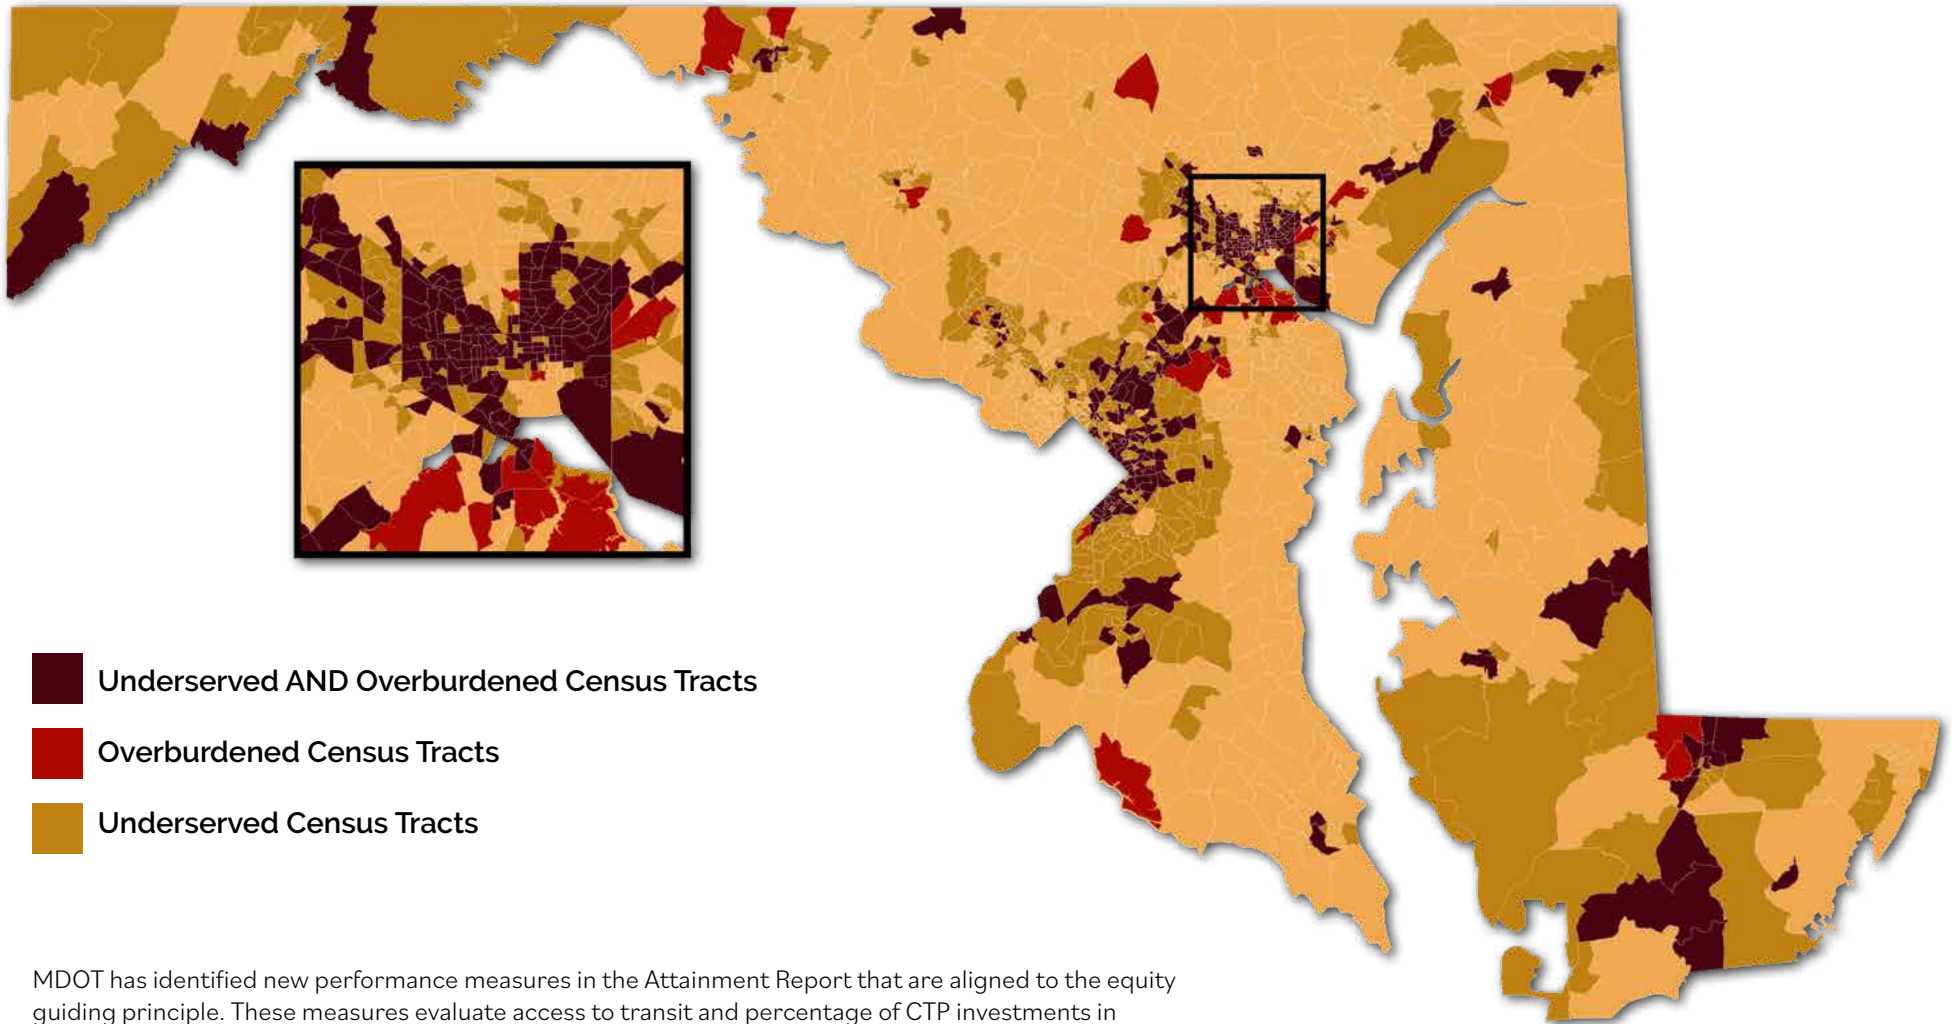 Underserved AND Overburdened Census Tracts
Overburdened Census Tracts
Underserved Census Tracts
MDOT has identified new performance measures in the Attainment Report that are aligned to the equity
guiding principle. These measures evaluate access to transit and percentage of CTP investments in